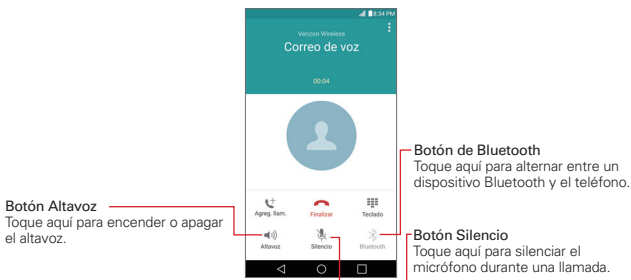 8:34 PM
Verizon Wireless
Correo de voz
00:04
Botón de Bluetooth
Toque aquí para alternar entre un
dispositivo Bluetooth y el teléfono.
Botón Altavoz
Toque aquí para encender o apagar
el altavoz.
Agreg. llam.
Finalizar
Teclado
Altavoz
Silencio
Bluetooth
Botón Silencio
Toque aquí para silenciar el
micrófono durante una llamada.